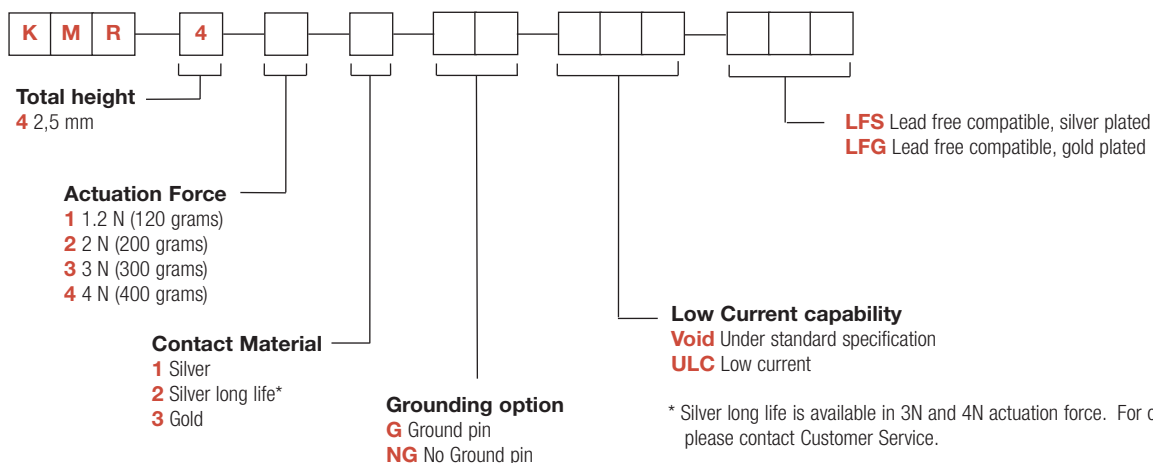 K M R 4
Total height
4 2,5 mm
LFS Lead free compatible, silver plated
LFG Lead free compatible, gold plated
Actuation Force
1 1.2 N (120 grams)
2 2 N (200 grams)
3 3 N (300 grams)
4 4 N (400 grams)
Low Current capability
Void Under standard specification
ULC Low current
Contact Material
1 Silver
2 Silver long life*
3 Gold
Grounding option
G Ground pin
NG No Ground pin
* Silver long life is available in 3N and 4N actuation force. For
please contact Customer Service.